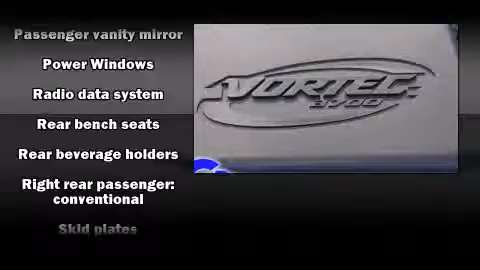 Passenger vanity mirror
Power Windows
Radio data system
Rear bench seats
Rear beverage holders
Right rear passenger:
conventional
Skid plates
VORTEC
3700